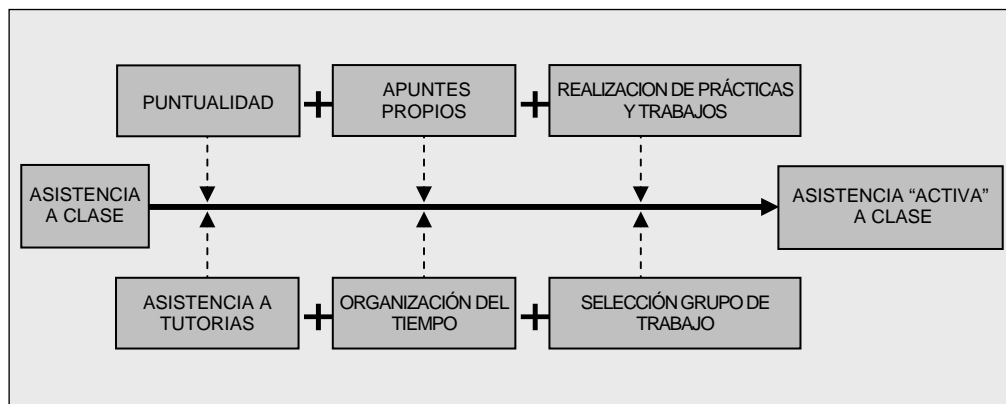 PUNTUALIDAD
+
APUNTES
PROPIOS
+
REALIZACION DE PRÁCTICAS
Y TRABAJOS
ASISTENCIA
A CLASE
ASISTENCIA “ACTIVA”
A CLASE
ASISTENCIA A
TUTORIAS
+
ORGANIZACIÓN DEL
TIEMPO
+
SELECCIÓN GRUPO DE
TRABAJO